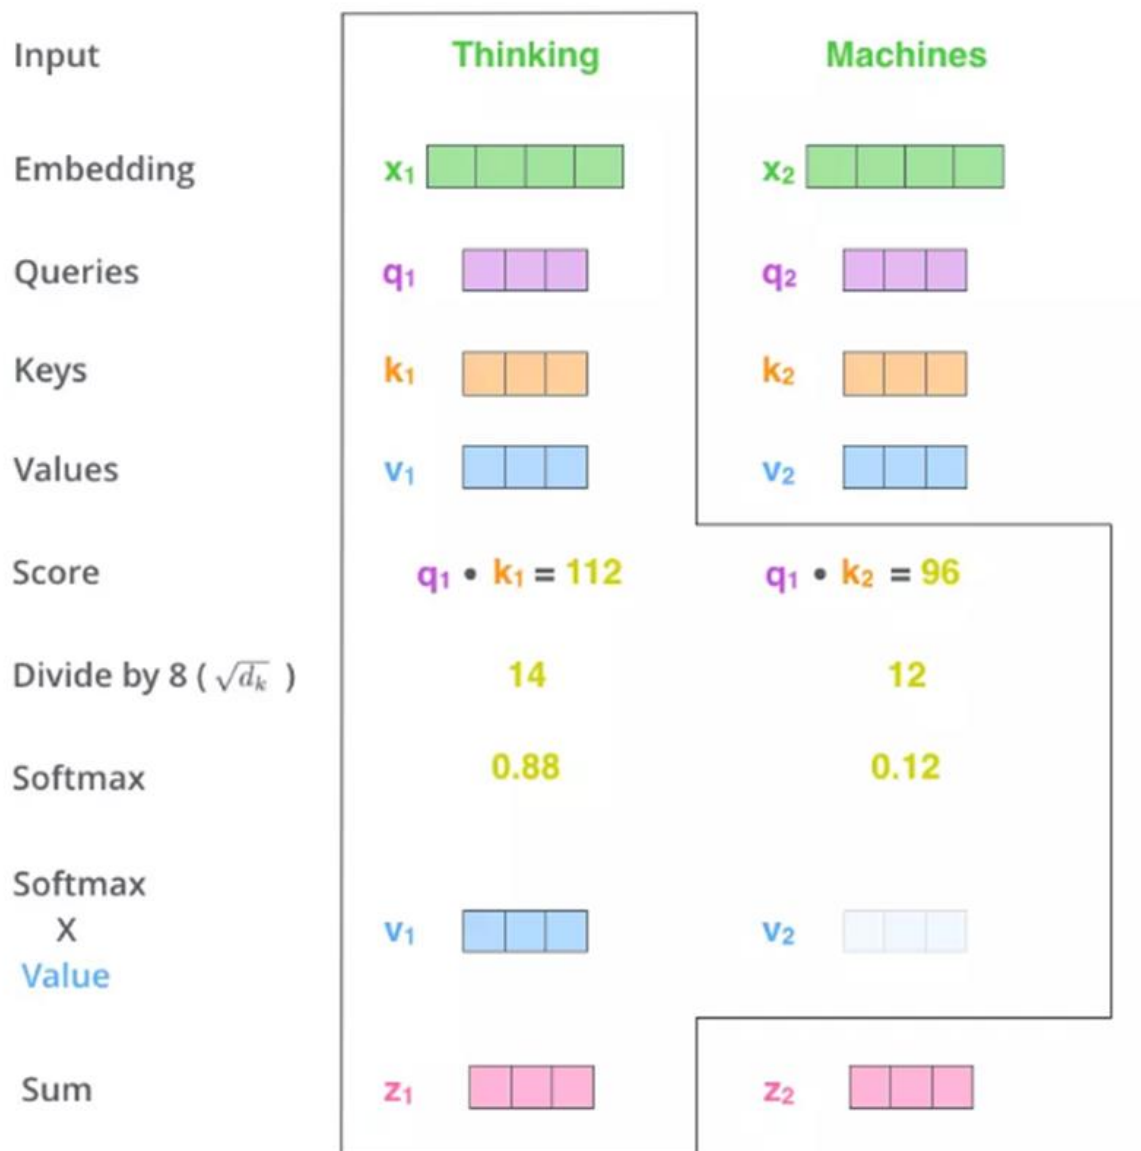 Input Thinking Machines
Embedding x₁ x₂
Queries q₁ q₂
Keys k₁ k₂
Values v₁ v₂
Score q₁ • k₁ = 112 q₁ • k₂ = 96
Divide by 8 ( √dₖ ) 14 12
Softmax 0.88 0.12
Softmax
X v₁ v₂
Value
Sum z₁ z₂